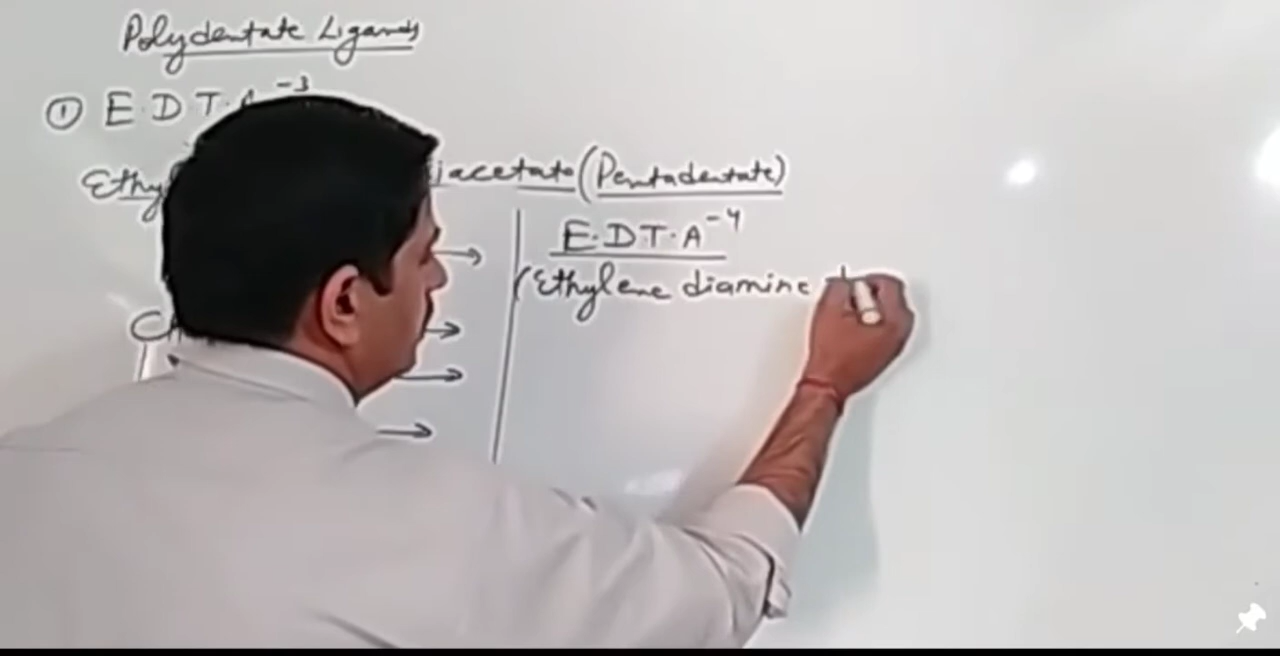 Polydentate Ligands
① E.D.T.A⁻³
Ethy iacetato (Pentadentate)
E.D.T.A⁻⁴
(Ethylene diamine t